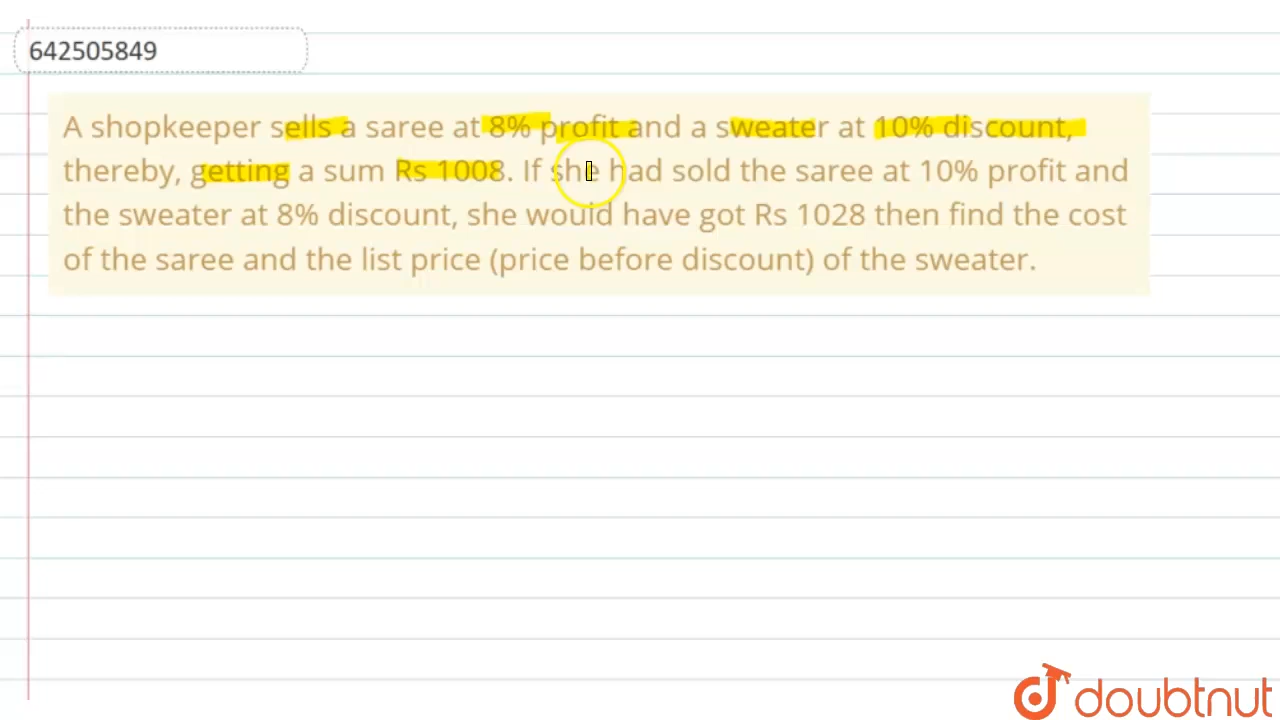 642505849
A shopkeeper sells a saree at 8% profit and a sweater at 10% discount,
thereby, getting a sum Rs 1008. If she had sold the saree at 10% profit and
the sweater at 8% discount, she would have got Rs 1028 then find the cost
of the saree and the list price (price before discount) of the sweater.
doubtnut